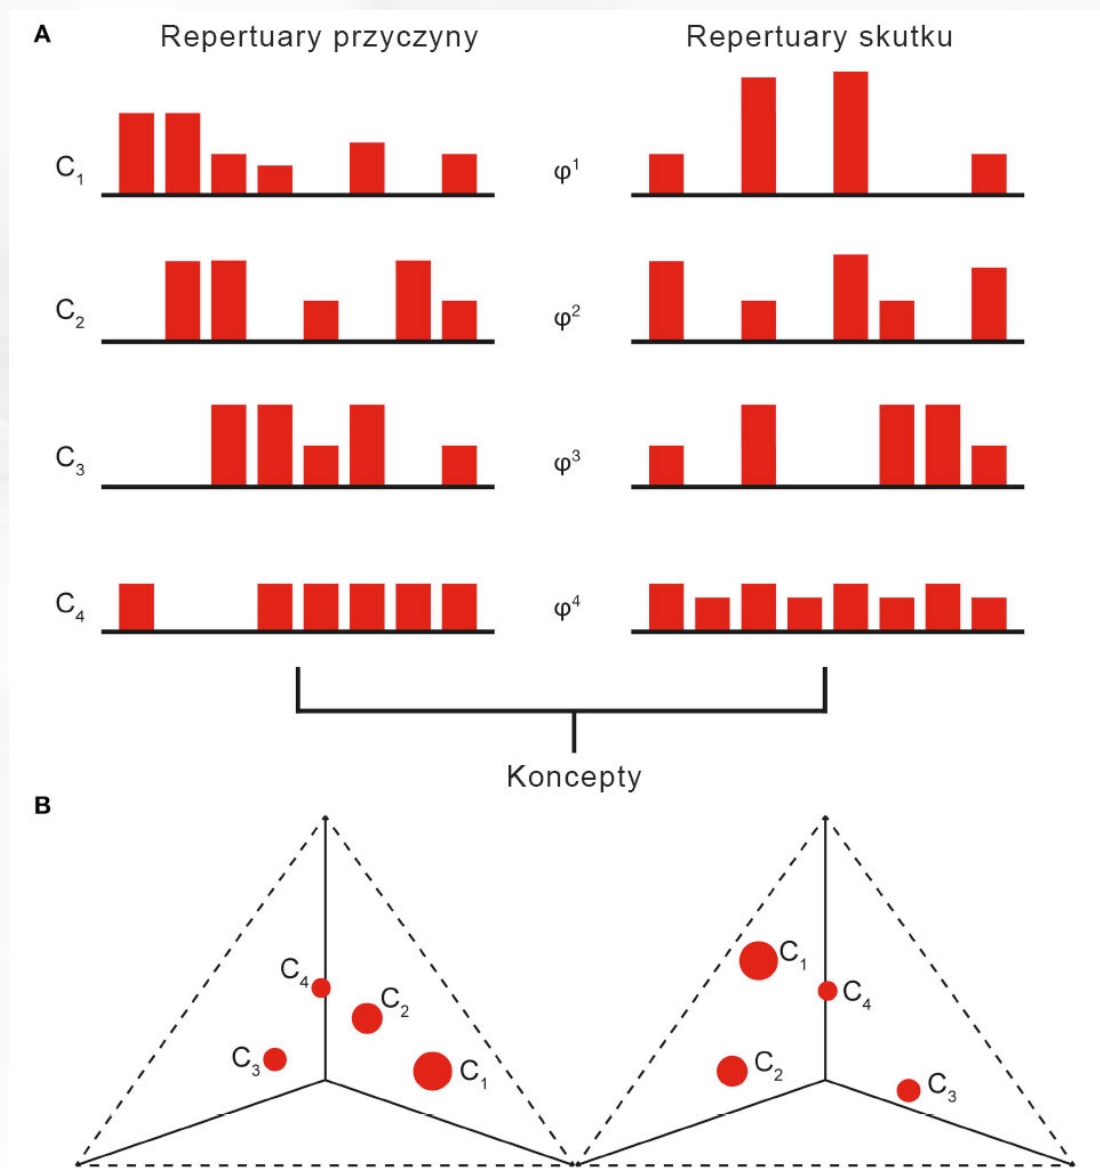 A
Repertuary przyczyny
Repertuary skutku
C₁
φ¹
C₂
φ²
C₃
φ³
C₄
φ⁴
Koncepty
B
C₄
C₂
C₃
C₁
C₁
C₄
C₂
C₃